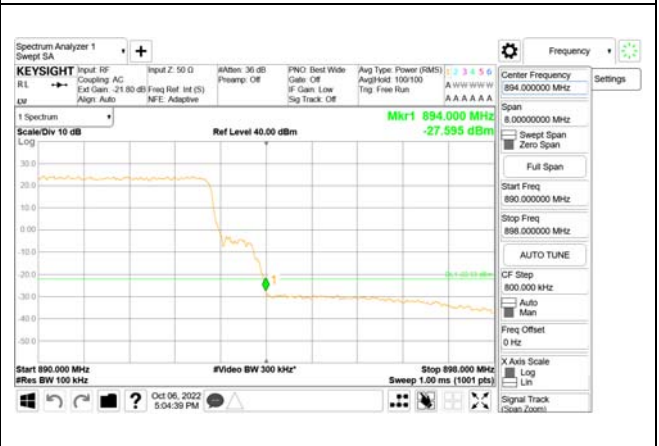 Spectrum Analyzer 1
Swept SA
Frequency
KEYSIGHT
RL
Input: RF
Coupling: AC
Ext Gain: -21.80 dB
Align: Auto
Input Z: 50 Ω
Freq Ref: Int (S)
NFE: Adaptive
#Atten: 36 dB
Preamp: Off
PNO: Best Wide
Gate: Off
IF Gain: Low
Sig Track: Off
Avg Type: Power (RMS)
Avg|Hold: 100/100
Trig: Free Run
1 2 3 4 5 6
A W W W W W
A A A A A A
1 Spectrum
Scale/Div 10 dB
Log
Ref Level 40.00 dBm
Mkr1 894.000 MHz
-27.595 dBm
30.0
20.0
10.0
0.00
-10.0
-20.0
-30.0
-40.0
-50.0
1
Start 890.000 MHz
#Res BW 100 kHz
#Video BW 300 kHz*
Stop 898.000 MHz
Sweep 1.00 ms (1001 pts)
Oct 06, 2022
5:04:39 PM
Center Frequency
894.000000 MHz
Settings
Span
8.00000000 MHz
Swept Span
Zero Span
Full Span
Start Freq
890.000000 MHz
Stop Freq
898.000000 MHz
AUTO TUNE
CF Step
800.000 kHz
Auto
Man
Freq Offset
0 Hz
X Axis Scale
Log
Lin
Signal Track
(Span Zoom)